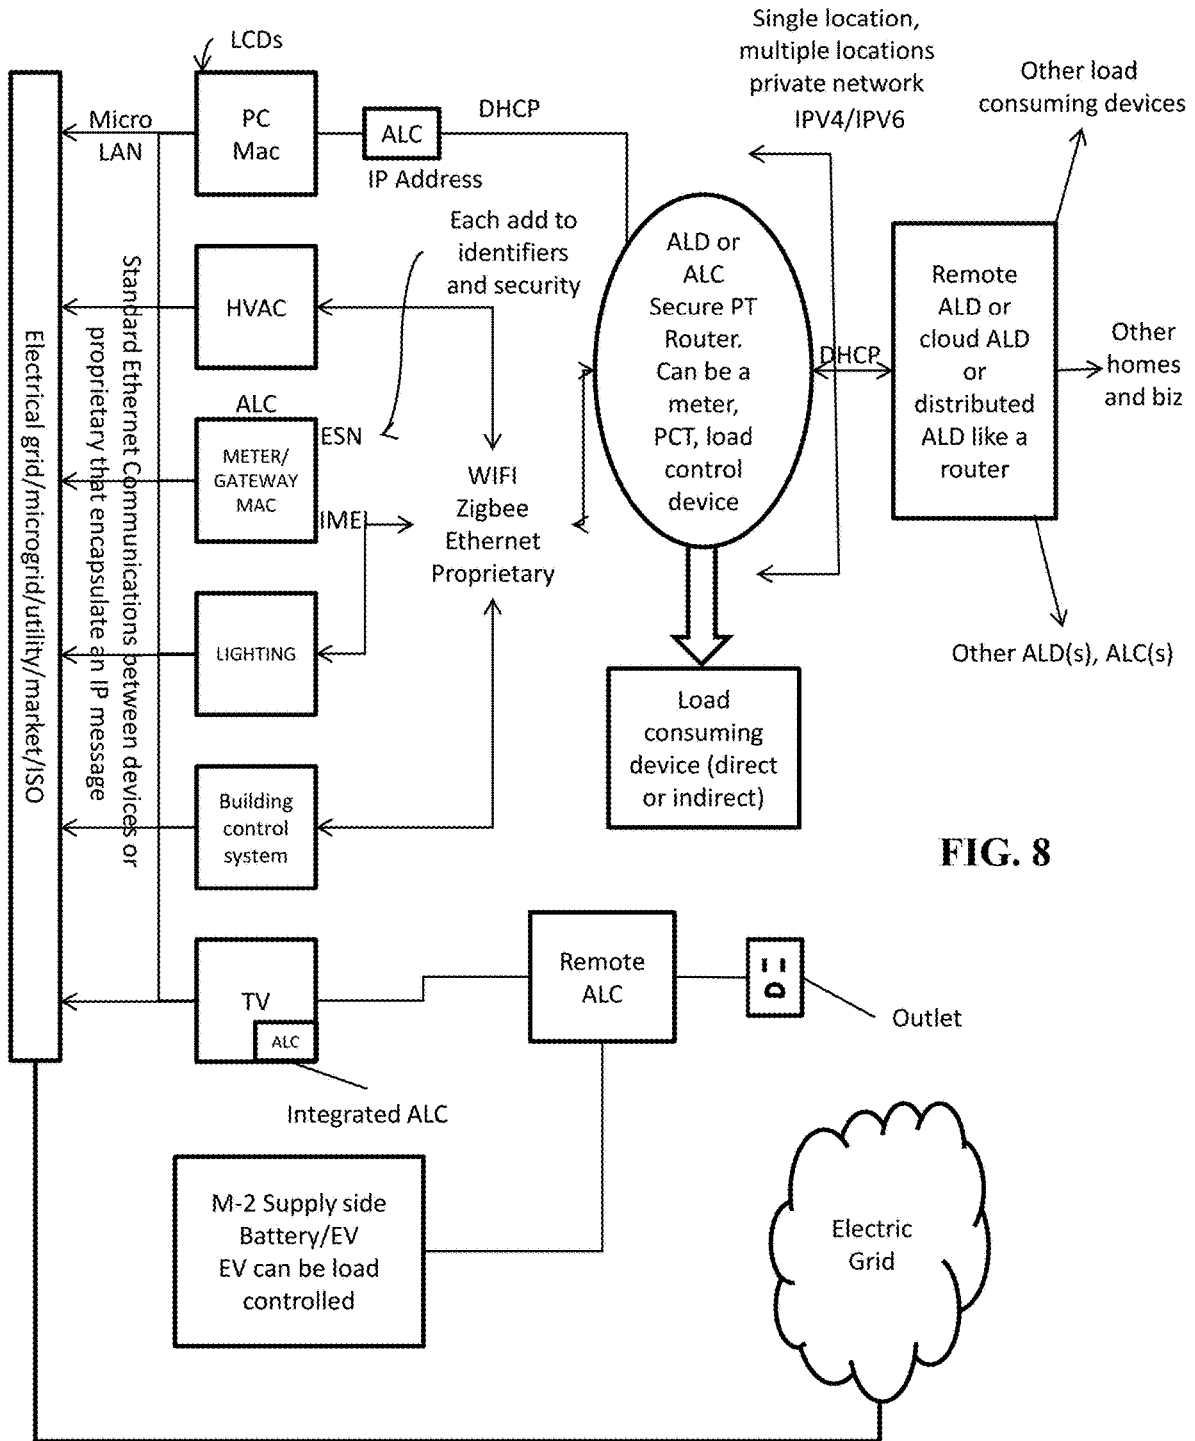 Single location,
multiple locations
private network
IPV4/IPV6
LCDs
Other load
consuming devices
Micro
LAN
PC
Mac
ALC
DHCP
IP Address
Each add to
identifiers
and security
ALD or
ALC
Secure PT
Router.
Can be a
meter,
PCT, load
control
device
DHCP
Remote
ALD or
cloud ALD
or
distributed
ALD like a
router
Other
homes
and biz
HVAC
Electrical grid/microgrid/utility/market/ISO
Standard Ethernet Communications between devices or
proprietary that encapsulate an IP message
ALC
ESN
METER/
GATEWAY
MAC
IMEI
WIFI
Zigbee
Ethernet
Proprietary
LIGHTING
Other ALD(s), ALC(s)
Load
consuming
device (direct
or indirect)
Building
control
system
FIG. 8
TV
ALC
Remote
ALC
Outlet
Integrated ALC
M-2 Supply side
Battery/EV
EV can be load
controlled
Electric
Grid